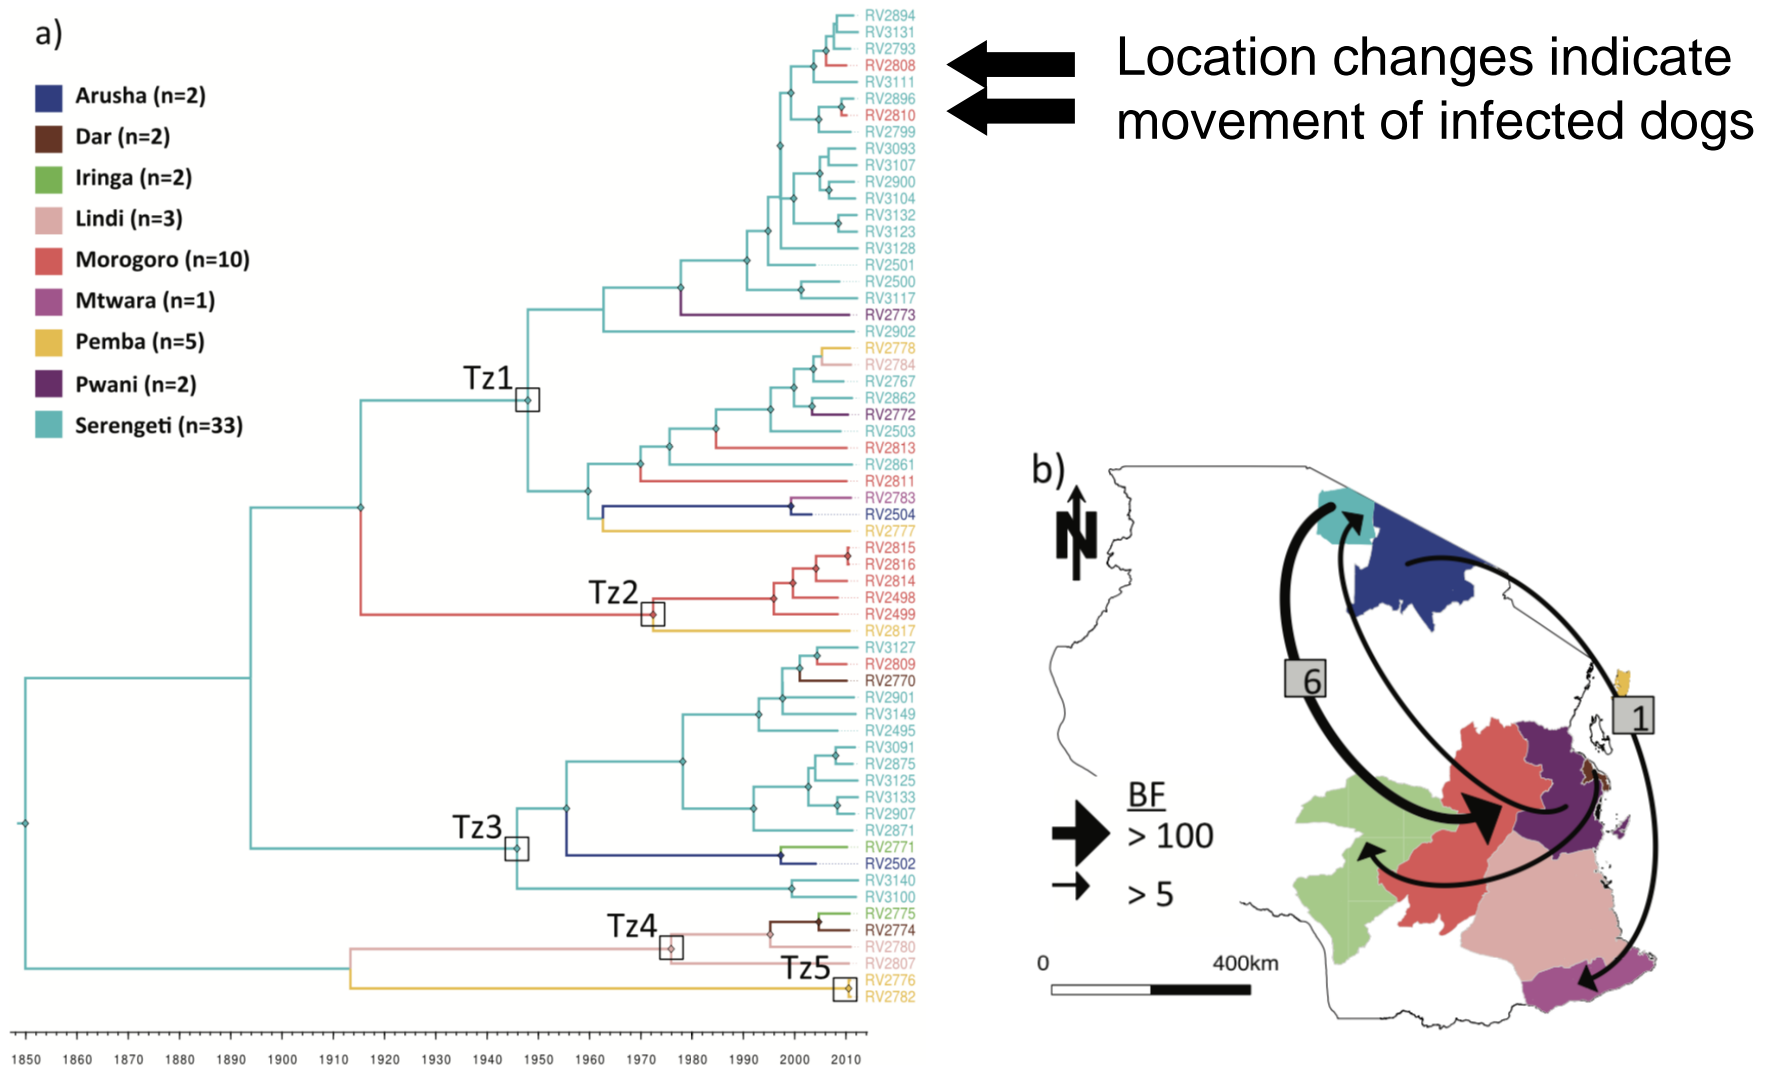 a)
Arusha (n=2)
Dar (n=2)
Iringa (n=2)
Lindi (n=3)
Morogoro (n=10)
Mtwara (n=1)
Pemba (n=5)
Pwani (n=2)
Serengeti (n=33)
Tz1
Tz2
Tz3
Tz4
Tz5
RV2894
RV3131
RV2793
RV2808
RV3111
RV2896
RV2810
RV2799
RV3093
RV3107
RV2900
RV3104
RV3132
RV3123
RV3128
RV2501
RV2500
RV3117
RV2773
RV2902
RV2778
RV2784
RV2767
RV2862
RV2772
RV2503
RV2813
RV2861
RV2811
RV2783
RV2504
RV2777
RV2815
RV2816
RV2814
RV2498
RV2499
RV2817
RV3127
RV2809
RV2770
RV2901
RV3149
RV2495
RV3091
RV2875
RV3125
RV3133
RV2907
RV2871
RV2771
RV2502
RV3140
RV3100
RV2775
RV2774
RV2780
RV2807
RV2776
RV2782
1850 1860 1870 1880 1890 1900 1910 1920 1930 1940 1950 1960 1970 1980 1990 2000 2010
Location changes indicate
movement of infected dogs
b)
N
6
1
BF
> 100
> 5
0 400km